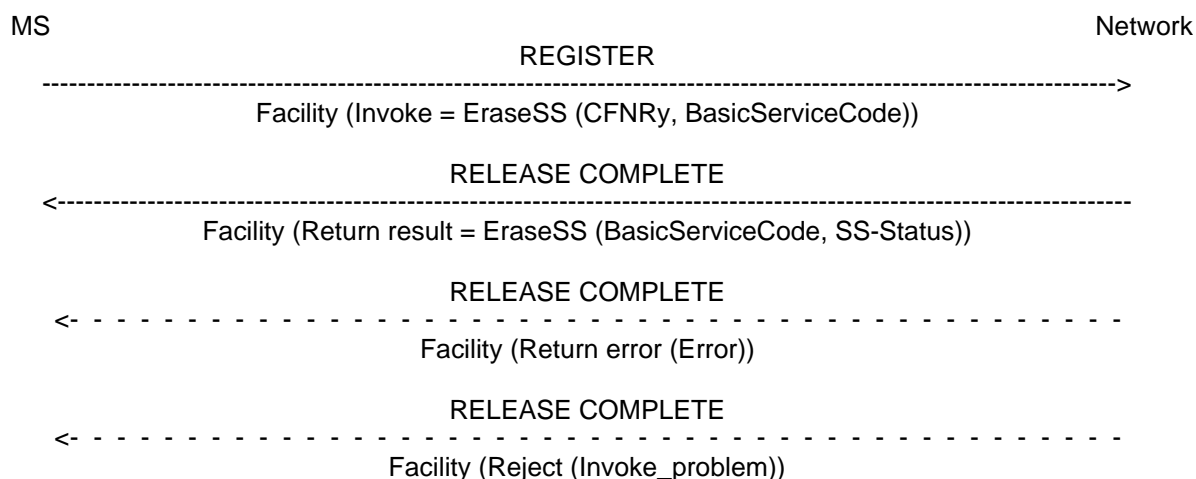 MS Network
REGISTER
Facility (Invoke = EraseSS (CFNRy, BasicServiceCode))
RELEASE COMPLETE
Facility (Return result = EraseSS (BasicServiceCode, SS-Status))
RELEASE COMPLETE
Facility (Return error (Error))
RELEASE COMPLETE
Facility (Reject (Invoke_problem))